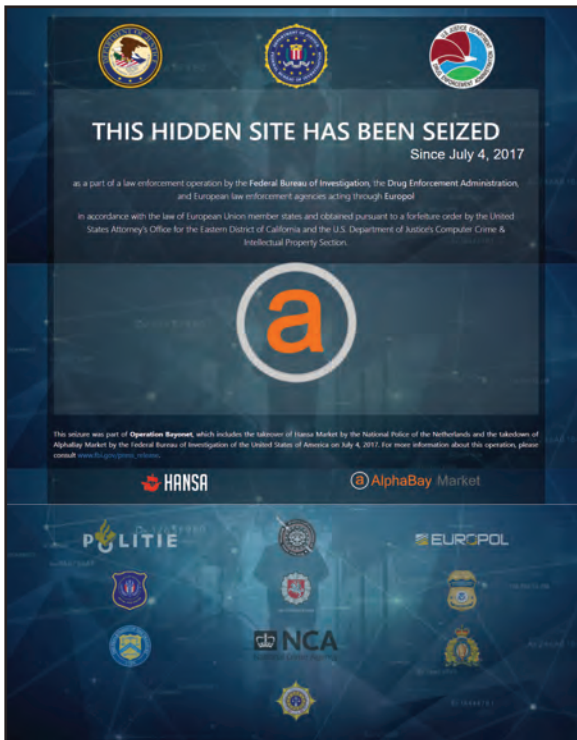 THIS HIDDEN SITE HAS BEEN SEIZED
Since July 4, 2017
as a part of a law enforcement operation by the Federal Bureau of Investigation, the Drug Enforcement Administration,
and European law enforcement agencies acting through Europol
In accordance with the law of European Union member states and obtained pursuant to a forfeiture order by the United
States Attorney's Office for the Eastern District of California and the U.S. Department of Justice's Computer Crime &
Intellectual Property Section.
a
This seizure was part of Operation Bayonet, which includes the takeover of Hansa Market by the National Police of the Netherlands and the takedown of
AlphaBay Market by the Federal Bureau of Investigation of the United States of America on July 4, 2017. For more information about this operation, please
consult www.fbi.gov/press_release.
HANSA
a AlphaBay Market
POLITIE
EUROPOL
NCA